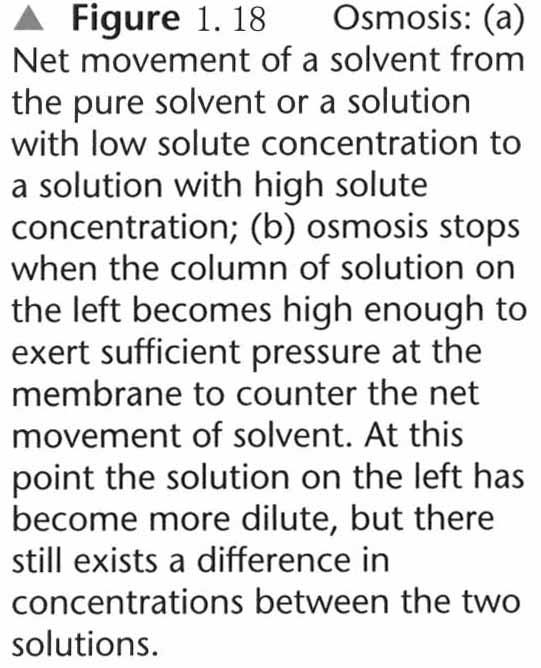 ▲ Figure 1. 18 Osmosis: (a)
Net movement of a solvent from
the pure solvent or a solution
with low solute concentration to
a solution with high solute
concentration; (b) osmosis stops
when the column of solution on
the left becomes high enough to
exert sufficient pressure at the
membrane to counter the net
movement of solvent. At this
point the solution on the left has
become more dilute, but there
still exists a difference in
concentrations between the two
solutions.